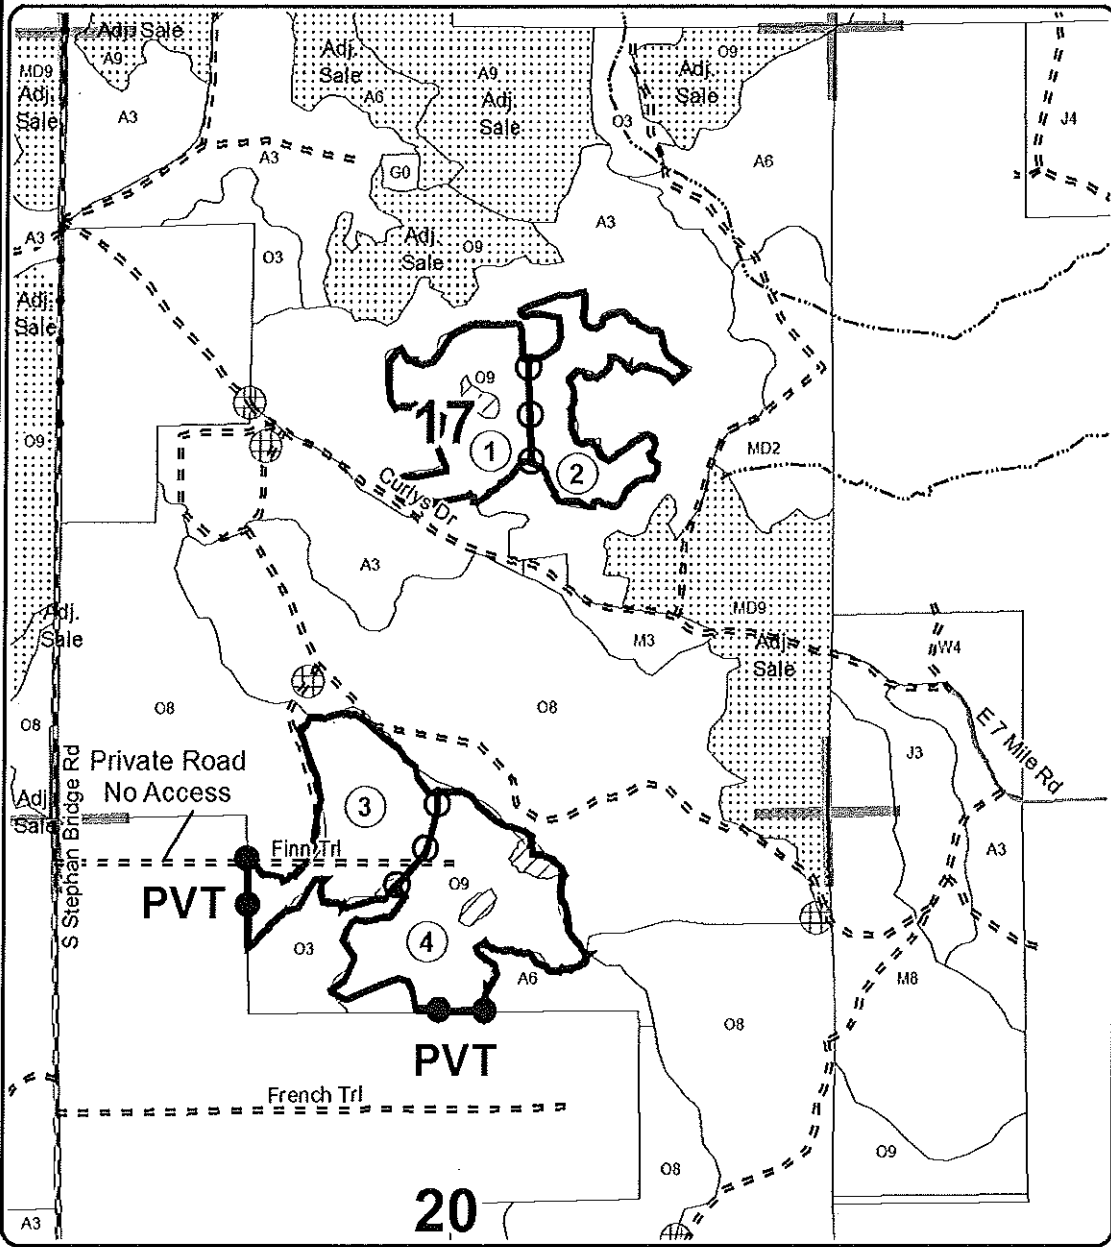 Adj. Sale
A9
MD9
Adj.
Sale
A3
Adj.
Sale
A6
A9
Adj.
Sale
O9
Adj.
Sale
O3
J4
A3
G0
A6
A3
A3
O3
Adj.
Sale
O9
Adj.
Sale
O9
17
1
2
O9
MD2
Curlys Dr
A3
Adj.
Sale
MD9
M3
Adj.
Sale
W4
O8
O8
O8
E 7 Mile Rd
J3
S Stephan Bridge Rd
Private Road
No Access
Adj.
Sale
3
Finn Trl
A3
PVT
O9
4
O3
A6
M8
O8
PVT
French Trl
O8
O9
A3
20